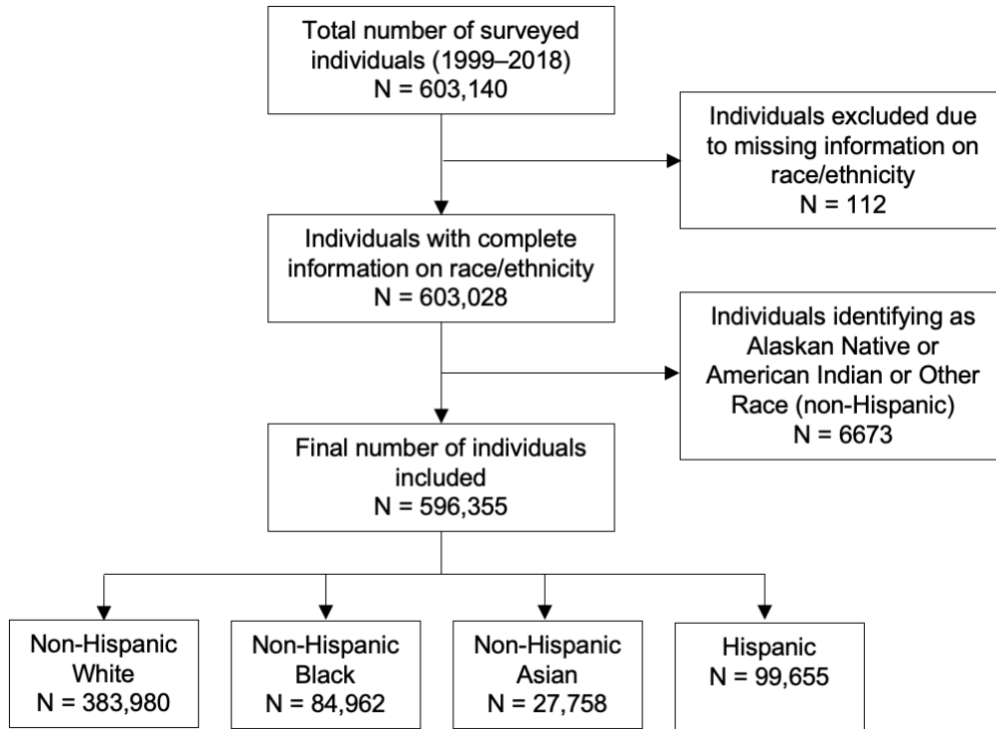 Total number of surveyed
individuals (1999–2018)
N = 603,140
Individuals excluded due
to missing information on
race/ethnicity
N = 112
Individuals with complete
information on race/ethnicity
N = 603,028
Individuals identifying as
Alaskan Native or
American Indian or Other
Race (non-Hispanic)
N = 6673
Final number of individuals
included
N = 596,355
Non-Hispanic
White
N = 383,980
Non-Hispanic
Black
N = 84,962
Non-Hispanic
Asian
N = 27,758
Hispanic
N = 99,655